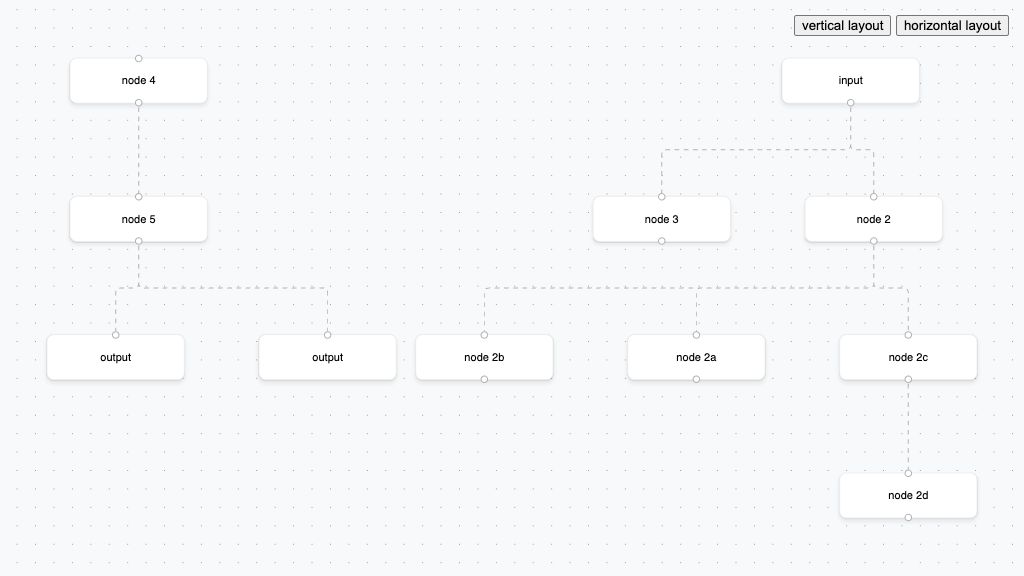 vertical layout
horizontal layout
node 4
input
node 5
node 3
node 2
output
output
node 2b
node 2a
node 2c
node 2d